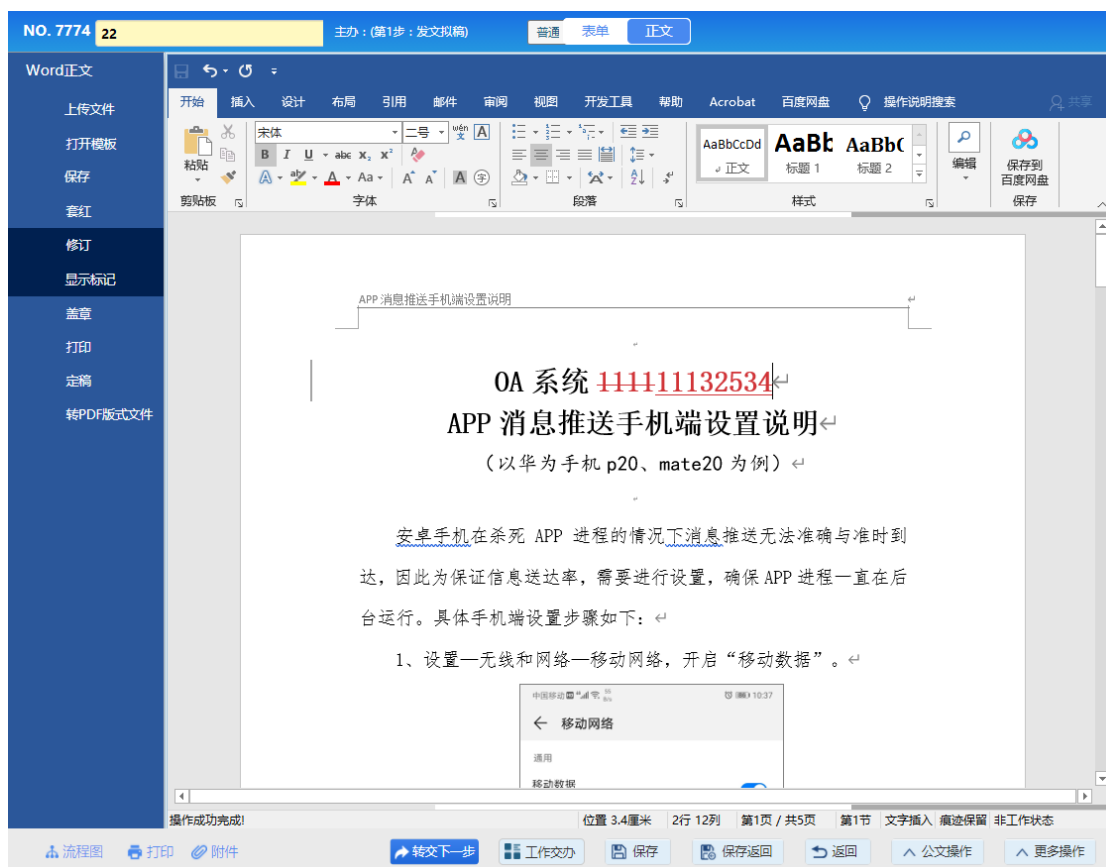 NO. 7774 22 主办：(第1步：发文拟稿) 普通 表单 正文
Word正文
上传文件
打开模板
保存
套红
修订
显示标记
盖章
打印
定稿
转PDF版式文件
开始 插入 设计 布局 引用 邮件 审阅 视图 开发工具 帮助 Acrobat 百度网盘 操作说明搜索 共享
粘贴
剪贴板
宋体 二号 wén 文 A
B I U abc x₂ x²
A aby A Aa A A A 字
字体
段落
AaBbCcDd AaBb AaBb(
正文 标题 1 标题 2
样式
编辑
保存到
百度网盘
保存
APP 消息推送手机端设置说明
OA 系统 111111132534
APP 消息推送手机端设置说明
（以华为手机 p20、mate20 为例）
安卓手机在杀死 APP 进程的情况下消息推送无法准确与准时到
达，因此为保证信息送达率，需要进行设置，确保 APP 进程一直在后
台运行。具体手机端设置步骤如下：
1、设置—无线和网络—移动网络，开启“移动数据”。
中国移动 10:37
← 移动网络
通用
移动数据
操作成功完成! 位置 3.4厘米 2行 12列 第1页 / 共5页 第1节 文字插入 痕迹保留 非工作状态
流程图 打印 附件 转交下一步 工作交办 保存 保存返回 返回 公文操作 更多操作